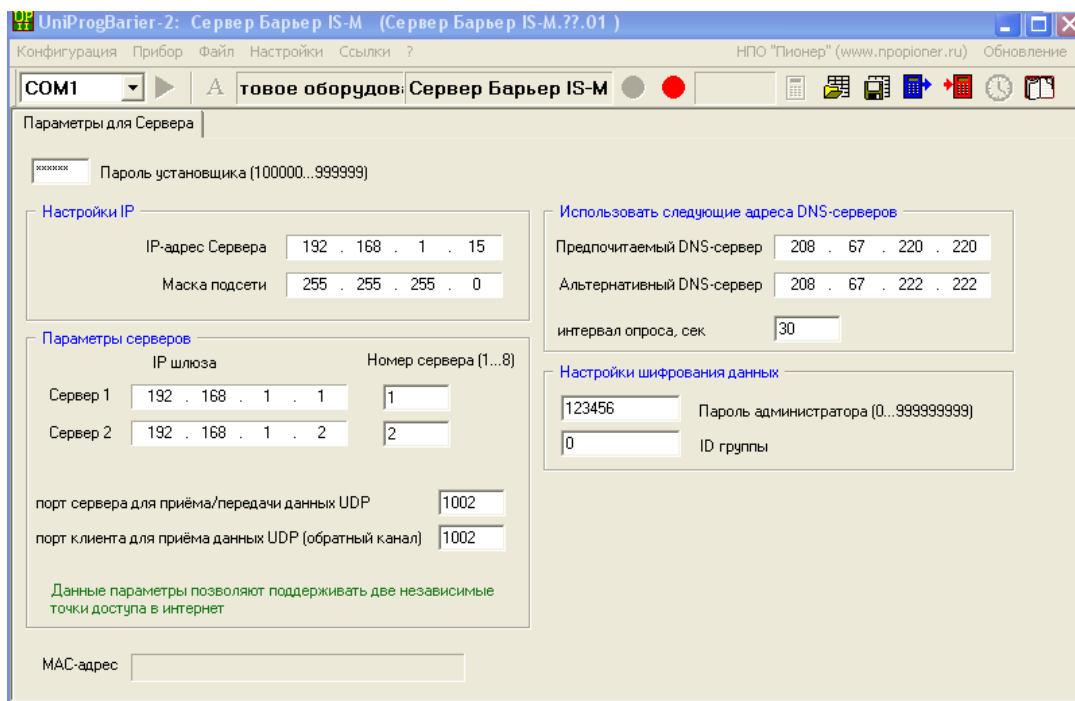 UniProgBarier-2: Сервер Барьер IS-M (Сервер Барьер IS-M.??.01 )
Конфигурация Прибор Файл Настройки Ссылки ? НПО "Пионер" (www.npopioner.ru) Обновление
COM1 A товое оборудов Сервер Барьер IS-M
Параметры для Сервера
****** Пароль установщика (100000...999999)
Настройки IP
IP-адрес Сервера 192 . 168 . 1 . 15
Маска подсети 255 . 255 . 255 . 0
Использовать следующие адреса DNS-серверов
Предпочитаемый DNS-сервер 208 . 67 . 220 . 220
Альтернативный DNS-сервер 208 . 67 . 222 . 222
интервал опроса, сек 30
Параметры серверов
IP шлюза Номер сервера (1...8)
Сервер 1 192 . 168 . 1 . 1 1
Сервер 2 192 . 168 . 1 . 2 2
порт сервера для приёма/передачи данных UDP 1002
порт клиента для приёма данных UDP (обратный канал) 1002
Данные параметры позволяют поддерживать две независимые
точки доступа в интернет
Настройки шифрования данных
123456 Пароль администратора (0...999999999)
0 ID группы
MAC-адрес